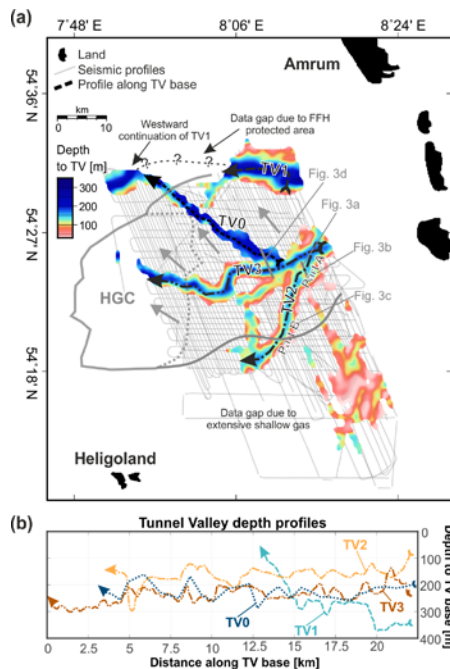 (a)
7˚48' E
8˚06'
8˚24'
Land
Seismic profiles
Profile along TV base
Amrum
54˚36' N
km
0 10
Westward
continuation of TV1
Data gap due to FFH
protected area
? ? ?
Depth
to TV [m]
300
200
100
TV1
Fig. 3d
Fig. 3a
TV0
54˚27' N
TV3
Fig. 3b
HGC
TV2
Part A
Fig. 3c
Part B
54˚18' N
Data gap due to
extensive shallow gas
Heligoland
(b)
Tunnel Valley depth profiles
0
100
200
300
400
TV2
TV3
TV0
TV1
Depth of TV base [m]
0 2.5 5 7.5 10 12.5 15 17.5 20
Distance along TV base [km]